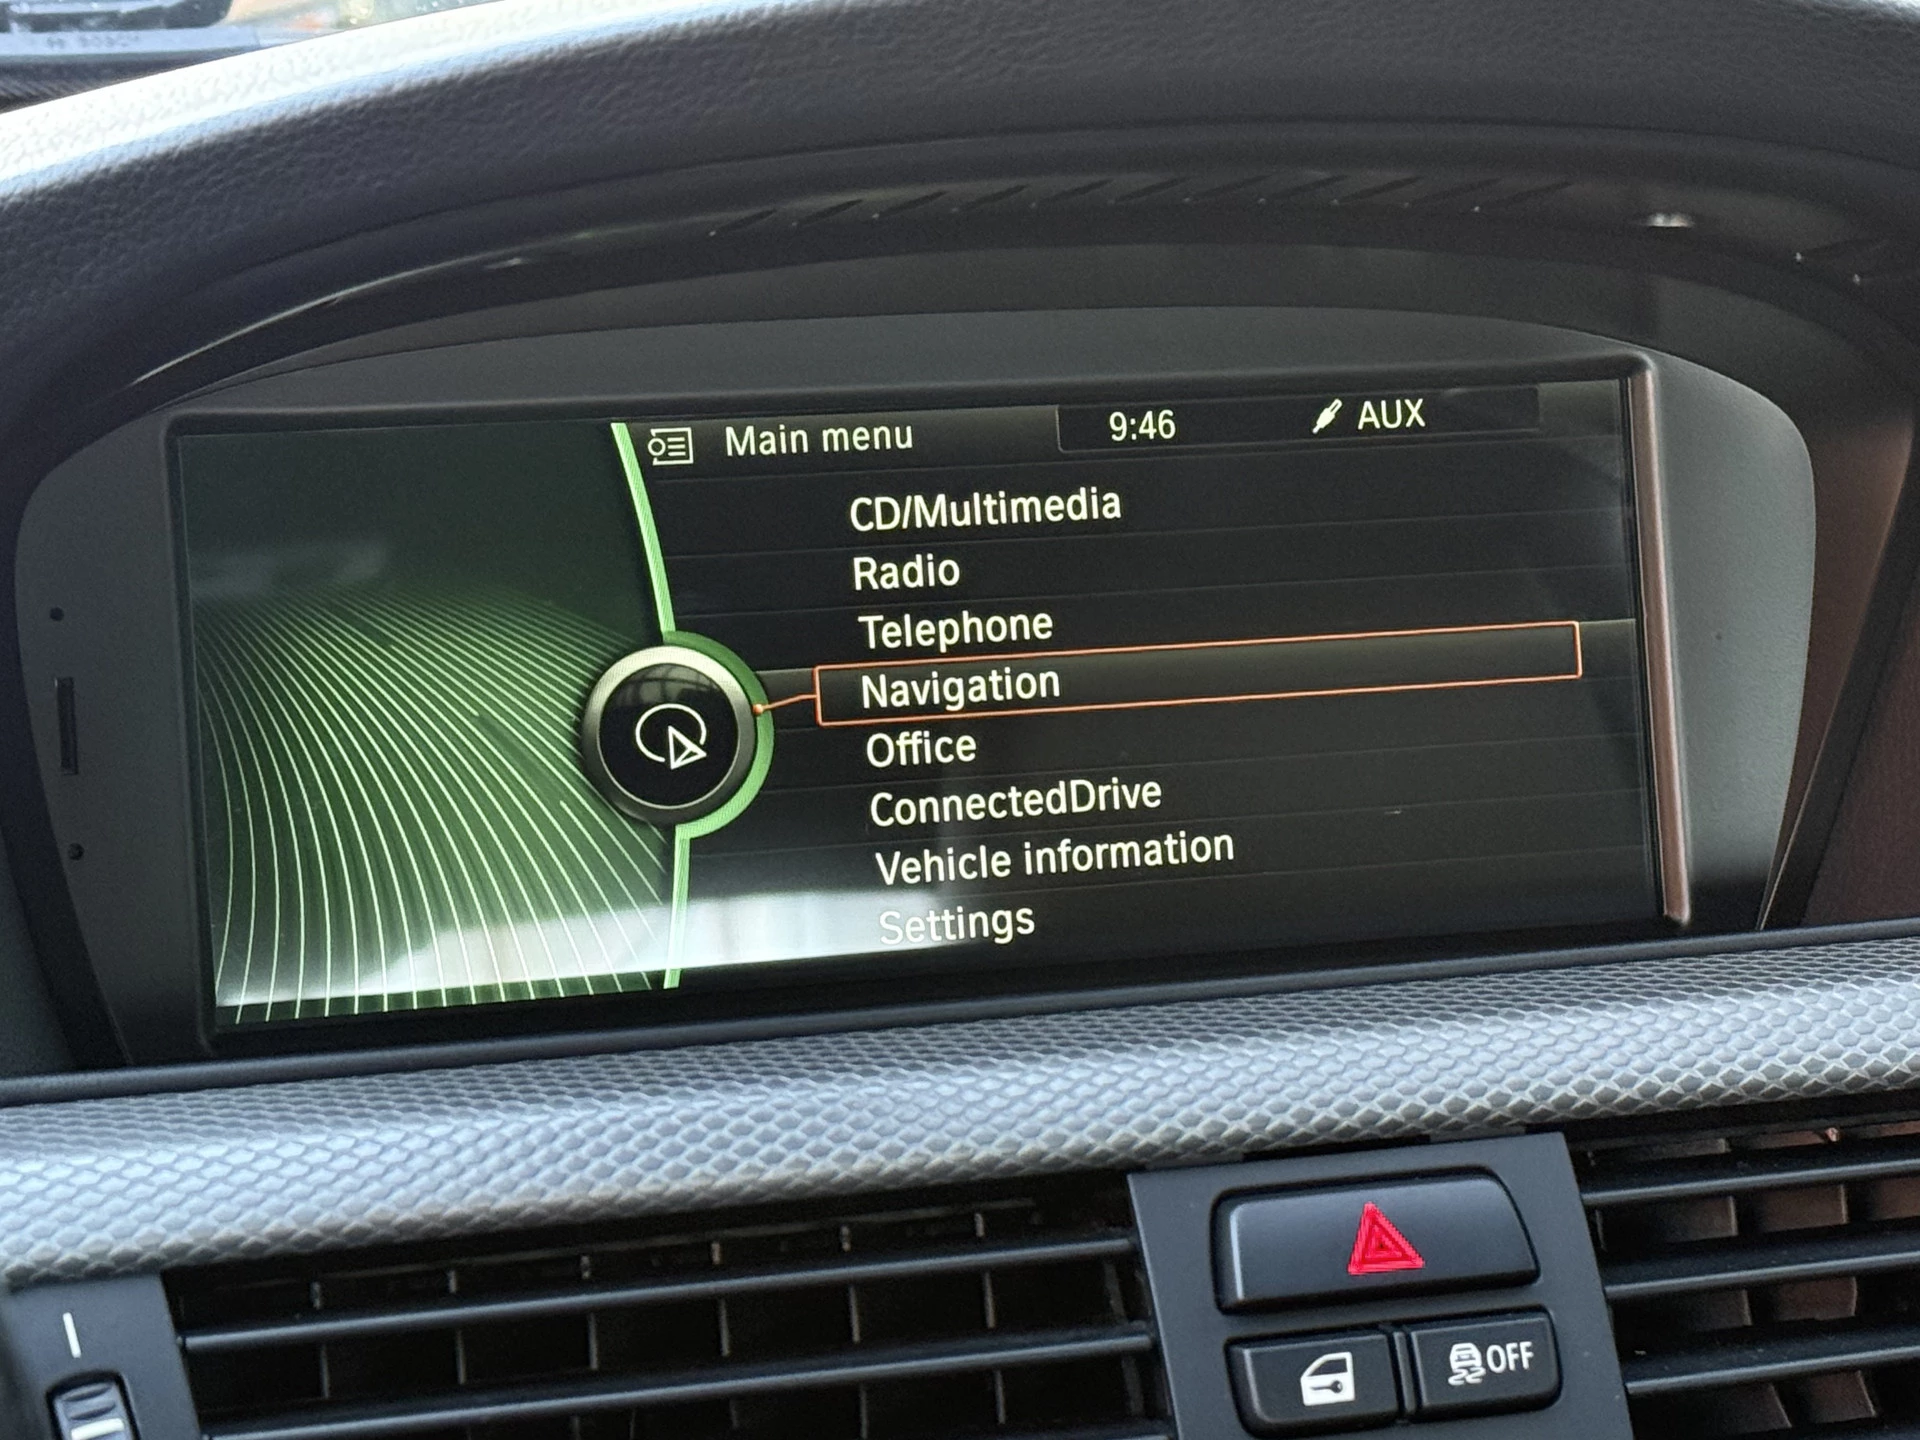 Main menu 9:46 AUX
CD/Multimedia
Radio
Telephone
Navigation
Office
ConnectedDrive
Vehicle information
Settings
OFF